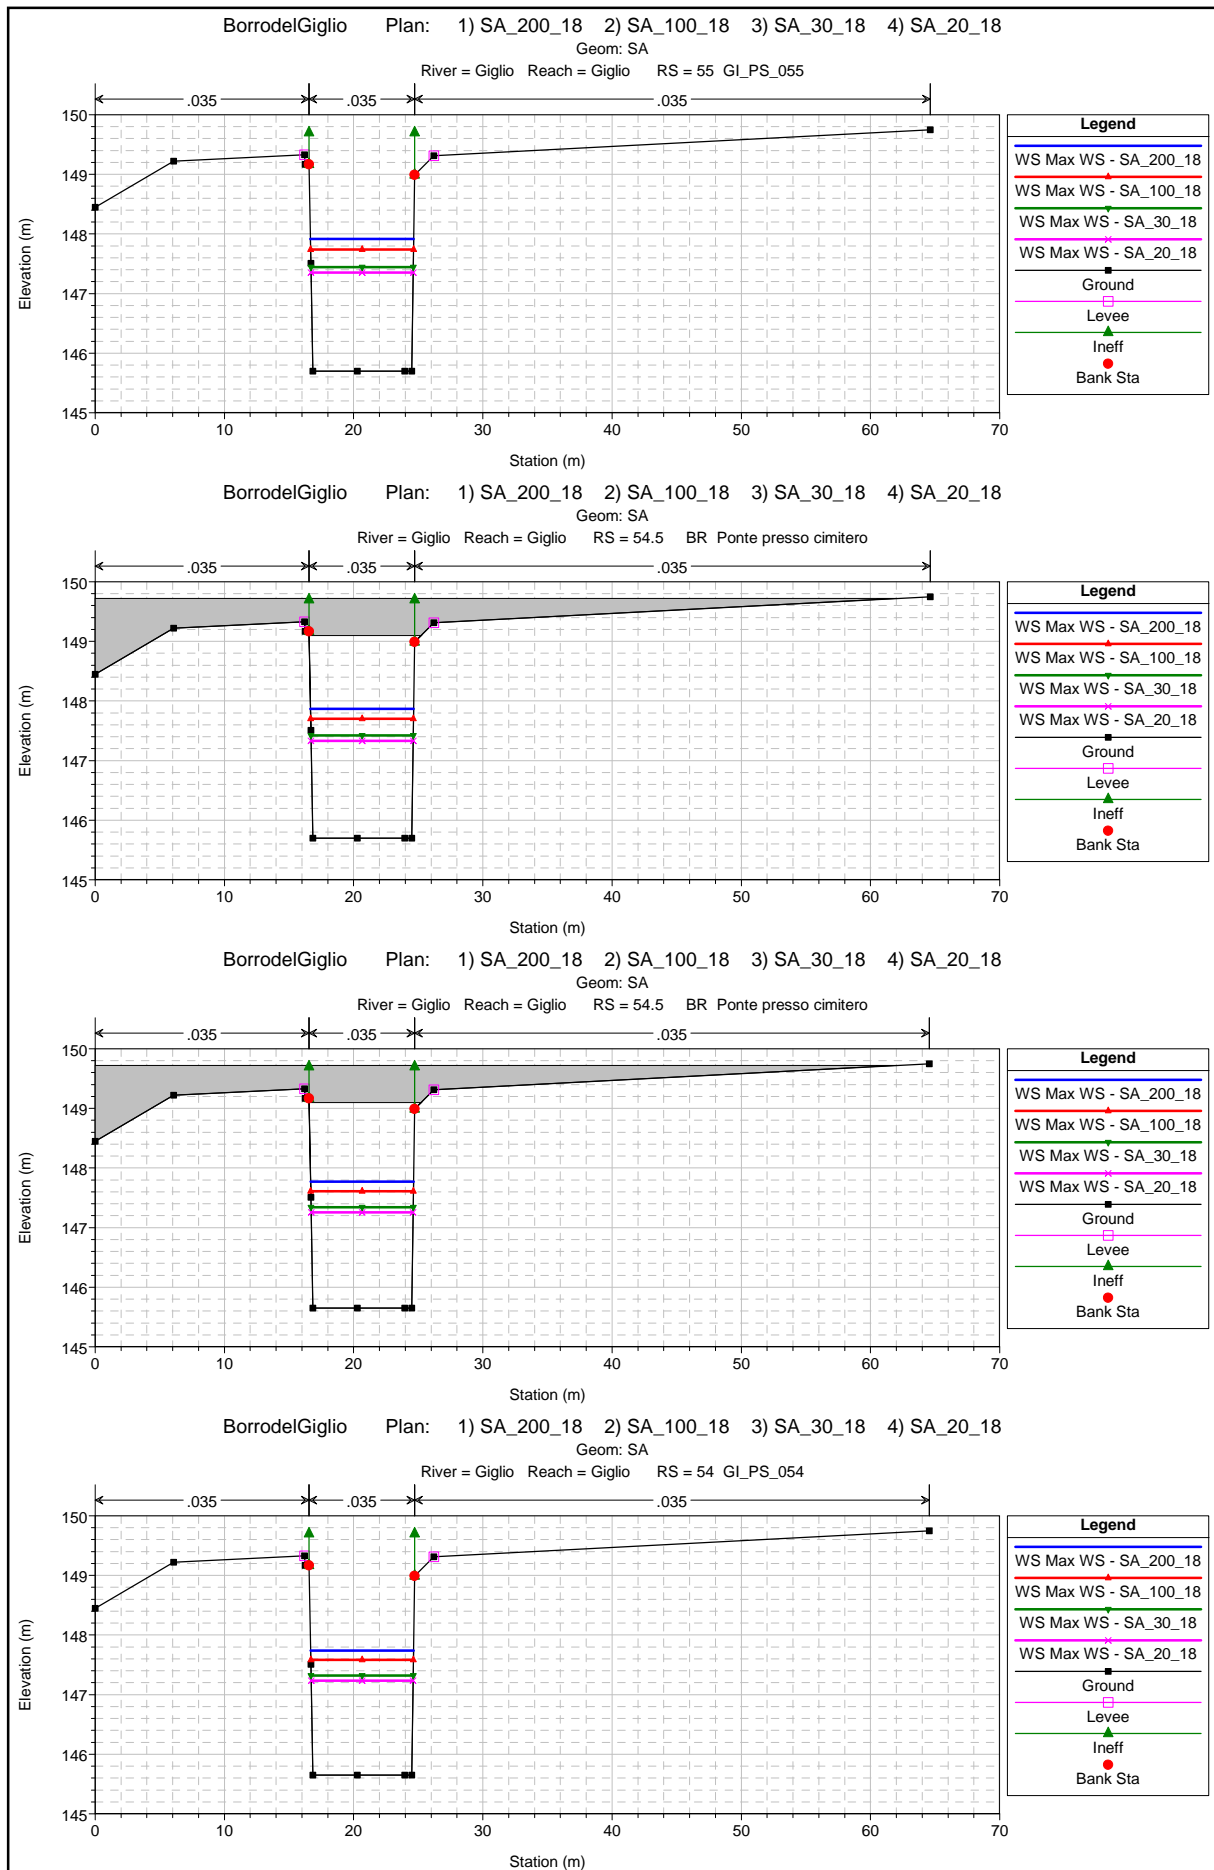 BorrodelGiglio Plan: 1) SA_200_18 2) SA_100_18 3) SA_30_18 4) SA_20_18
Geom: SA
River = Giglio Reach = Giglio RS = 55 GI_PS_055
.035 .035 .035
150
149
148
147
146
145
0 10 20 30 40 50 60 70
Station (m)
Elevation (m)
Legend
WS Max WS - SA_200_18
WS Max WS - SA_100_18
WS Max WS - SA_30_18
WS Max WS - SA_20_18
Ground
Levee
Ineff
Bank Sta
BorrodelGiglio Plan: 1) SA_200_18 2) SA_100_18 3) SA_30_18 4) SA_20_18
Geom: SA
River = Giglio Reach = Giglio RS = 54.5 BR Ponte presso cimitero
.035 .035 .035
150
149
148
147
146
145
0 10 20 30 40 50 60 70
Station (m)
Elevation (m)
Legend
WS Max WS - SA_200_18
WS Max WS - SA_100_18
WS Max WS - SA_30_18
WS Max WS - SA_20_18
Ground
Levee
Ineff
Bank Sta
BorrodelGiglio Plan: 1) SA_200_18 2) SA_100_18 3) SA_30_18 4) SA_20_18
Geom: SA
River = Giglio Reach = Giglio RS = 54.5 BR Ponte presso cimitero
.035 .035 .035
150
149
148
147
146
145
0 10 20 30 40 50 60 70
Station (m)
Elevation (m)
Legend
WS Max WS - SA_200_18
WS Max WS - SA_100_18
WS Max WS - SA_30_18
WS Max WS - SA_20_18
Ground
Levee
Ineff
Bank Sta
BorrodelGiglio Plan: 1) SA_200_18 2) SA_100_18 3) SA_30_18 4) SA_20_18
Geom: SA
River = Giglio Reach = Giglio RS = 54 GI_PS_054
.035 .035 .035
150
149
148
147
146
145
0 10 20 30 40 50 60 70
Station (m)
Elevation (m)
Legend
WS Max WS - SA_200_18
WS Max WS - SA_100_18
WS Max WS - SA_30_18
WS Max WS - SA_20_18
Ground
Levee
Ineff
Bank Sta